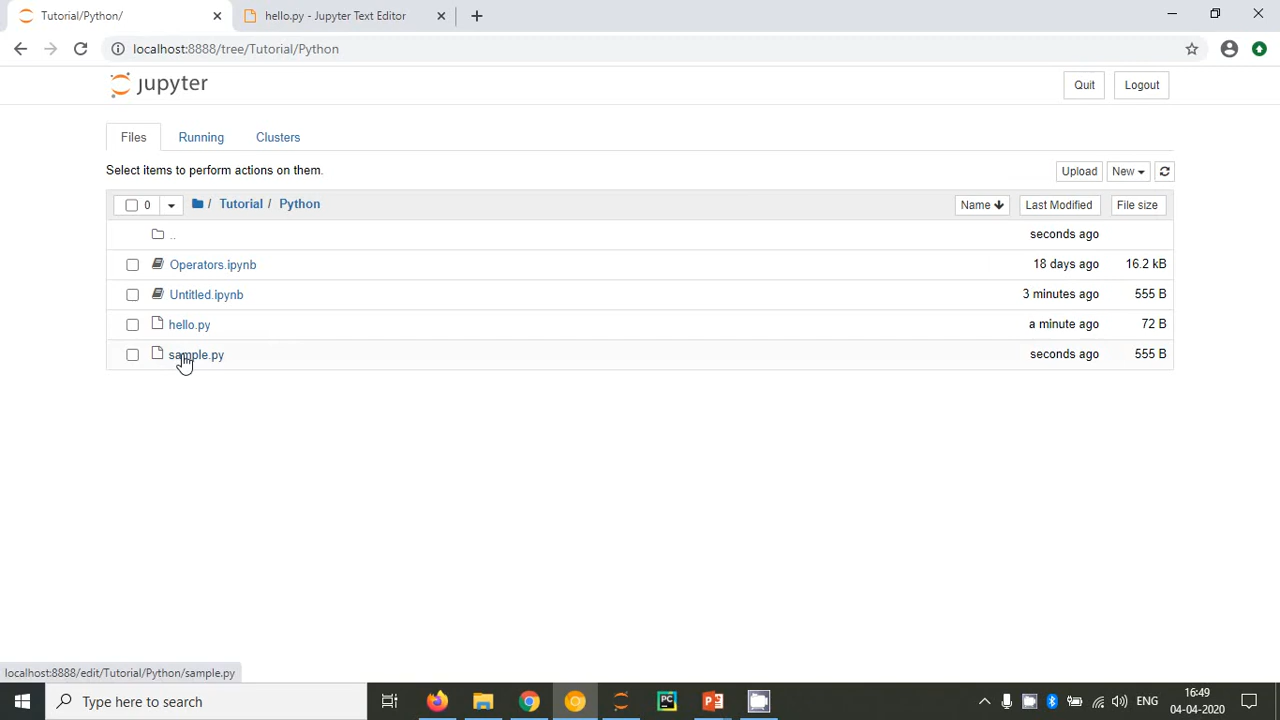 Tutorial/Python/
hello.py - Jupyter Text Editor
localhost:8888/tree/Tutorial/Python
jupyter
Quit
Logout
Files
Running
Clusters
Select items to perform actions on them.
Upload
New
0
/ Tutorial / Python
Name
Last Modified
File size
..
seconds ago
Operators.ipynb
18 days ago
16.2 kB
Untitled.ipynb
3 minutes ago
555 B
hello.py
a minute ago
72 B
sample.py
seconds ago
555 B
localhost:8888/edit/Tutorial/Python/sample.py
Type here to search
PC
P
ENG
16:49
04-04-2020